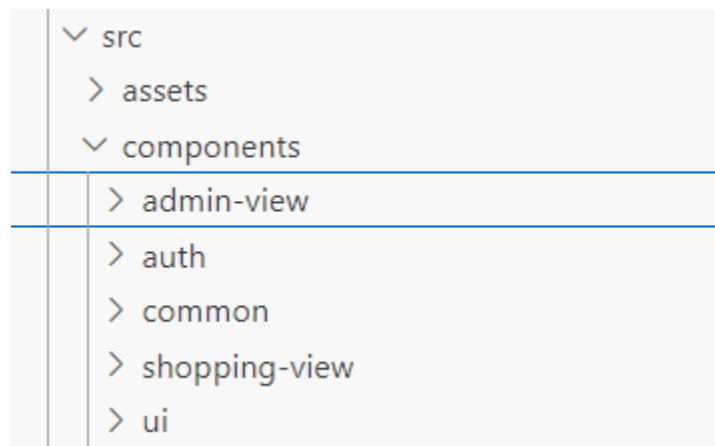 src
assets
components
admin-view
auth
common
shopping-view
ui